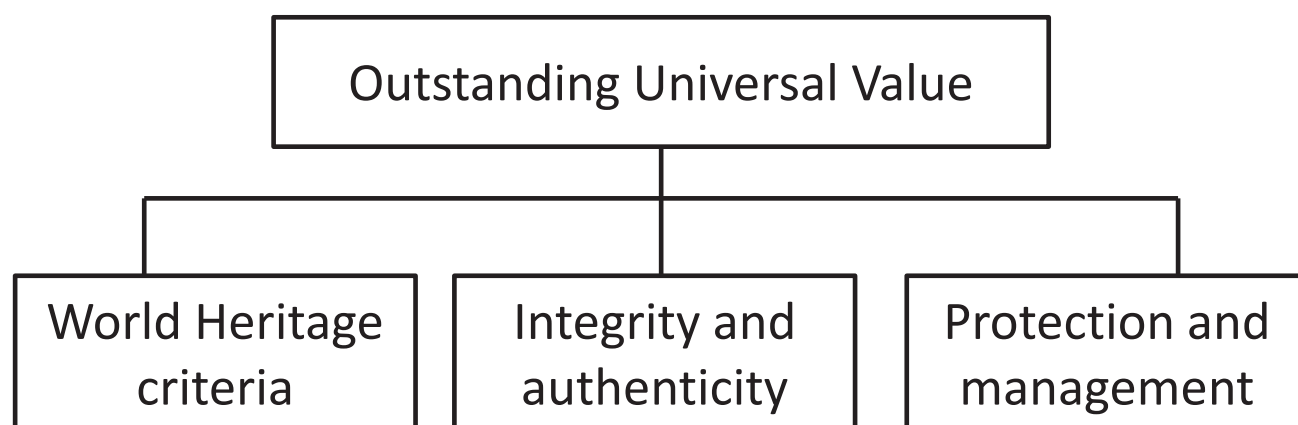 Outstanding Universal Value
World Heritage
criteria
Integrity and
authenticity
Protection and
management